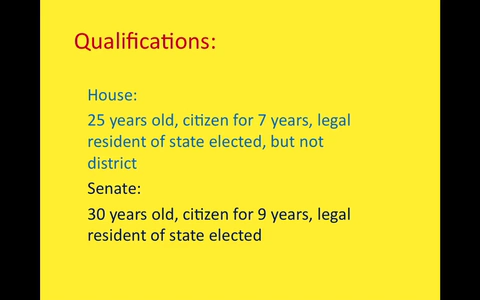 Qualifications:
House:
25 years old, citizen for 7 years, legal
resident of state elected, but not
district
Senate:
30 years old, citizen for 9 years, legal
resident of state elected